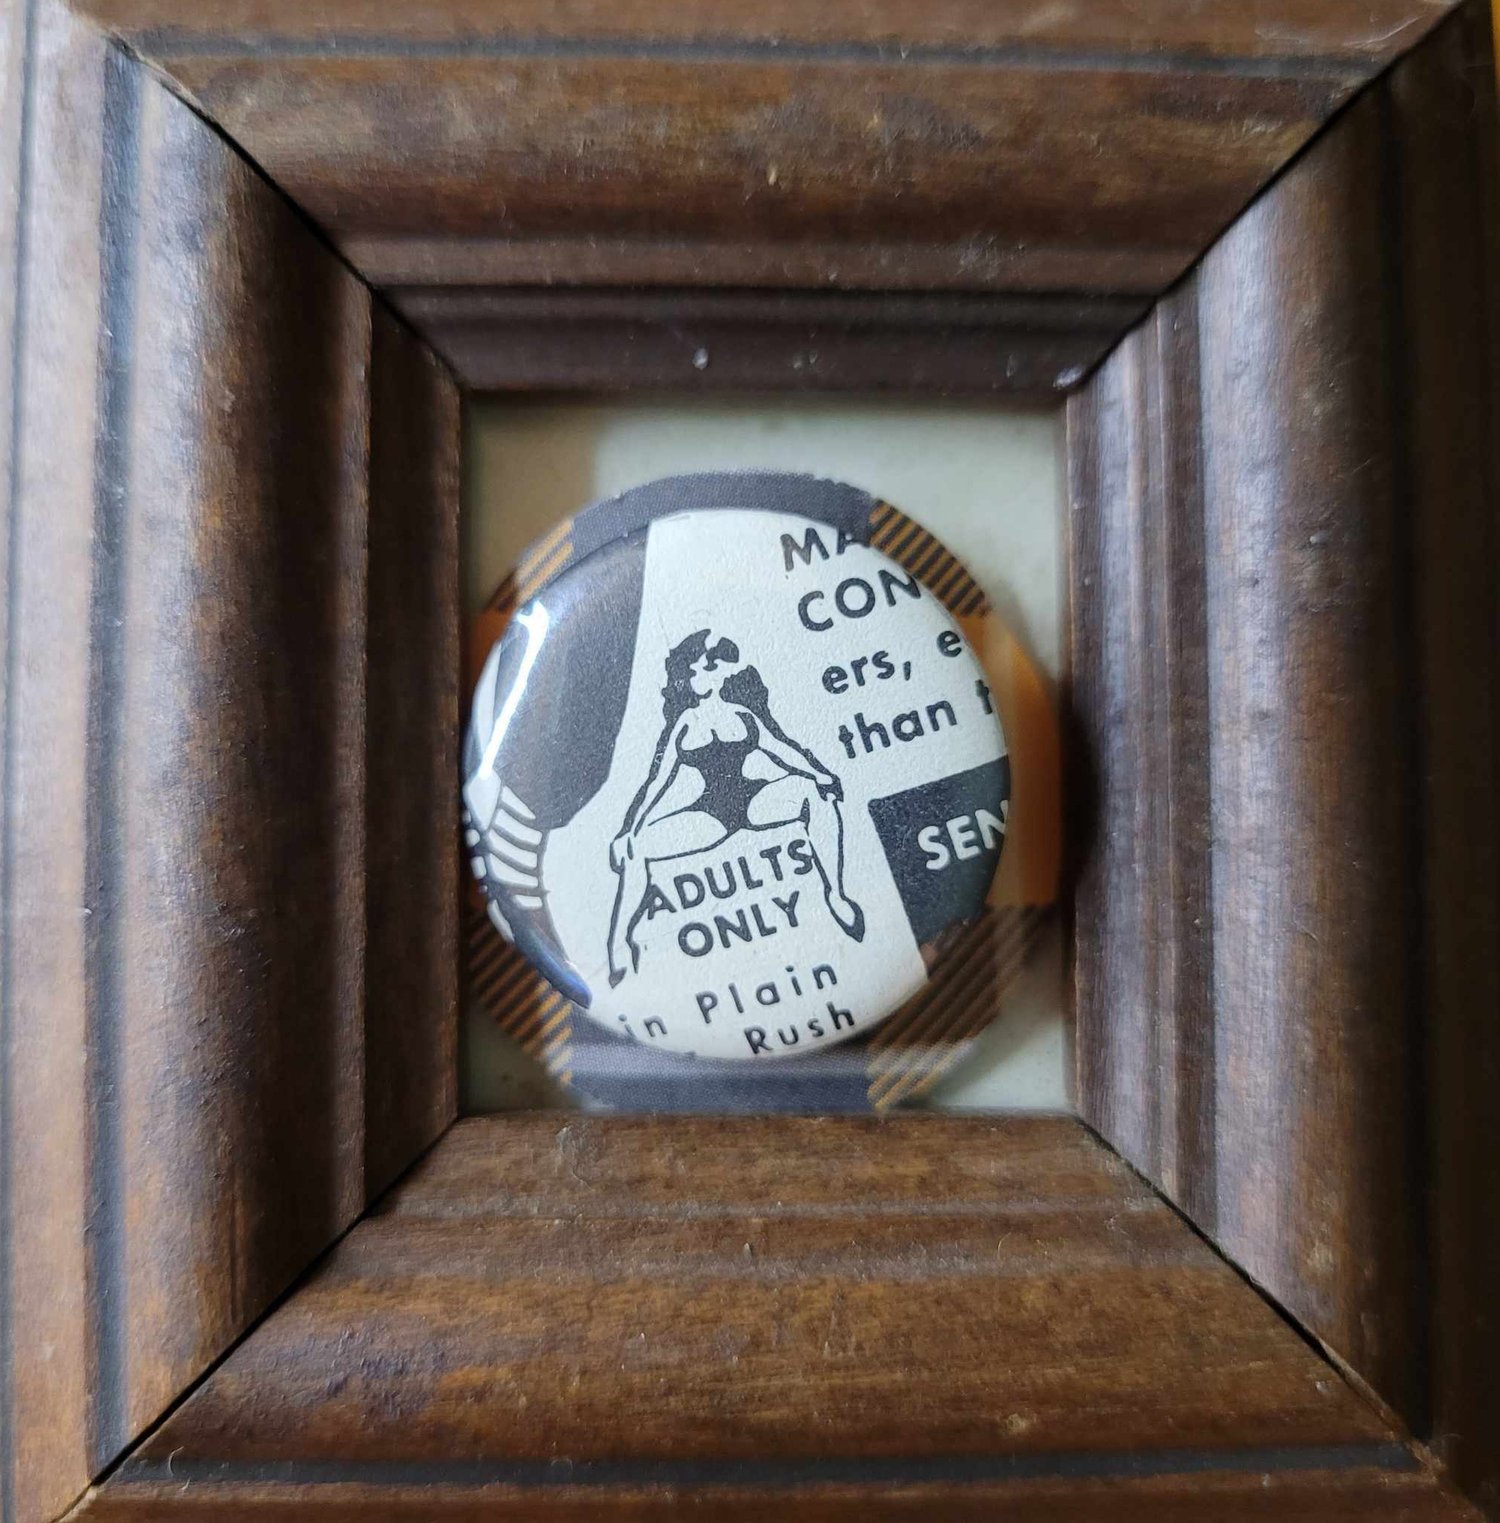 MA
CON
ers, e
than t
SEN
ADULTS
ONLY
in Plain
Rush